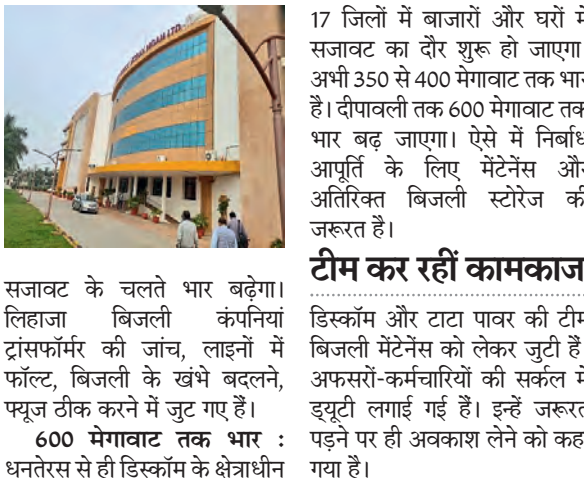 NIGAM LTD.
सजावट के चलते भार बढ़ेगा।
लिहाजा बिजली कंपनियां
ट्रांसफॉर्मर की जांच, लाइनों में
फॉल्ट, बिजली के खंभे बदलने,
फ्यूज ठीक करने में जुट गए हैं।
600 मेगावाट तक भार :
धनतेरस से ही डिस्कॉम के क्षेत्राधीन
17 जिलों में बाजारों और घरों में
सजावट का दौर शुरू हो जाएगा
अभी 350 से 400 मेगावाट तक भार
है। दीपावली तक 600 मेगावाट तक
भार बढ़ जाएगा। ऐसे में निर्बाध
आपूर्ति के लिए मेंटेनेंस और
अतिरिक्त बिजली स्टोरेज की
जरूरत है।
टीम कर रहीं कामकाज
डिस्कॉम और टाटा पावर की टीम
बिजली मेंटेनेंस को लेकर जुटी हैं
अफसरों-कर्मचारियों की सर्कल में
ड्यूटी लगाई गई हैं। इन्हें जरूरत
पड़ने पर ही अवकाश लेने को कहा
गया है।